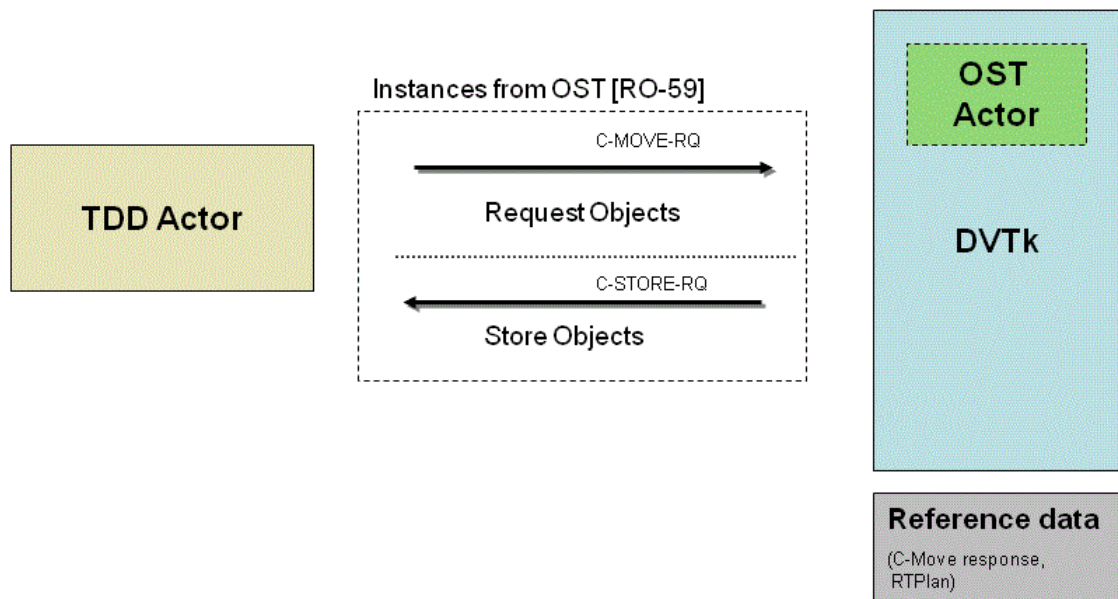 TDD Actor
Instances from OST [RO-59]
C-MOVE-RQ
Request Objects
C-STORE-RQ
Store Objects
OST
Actor
DVTk
Reference data
(C-Move response,
RTPlan)